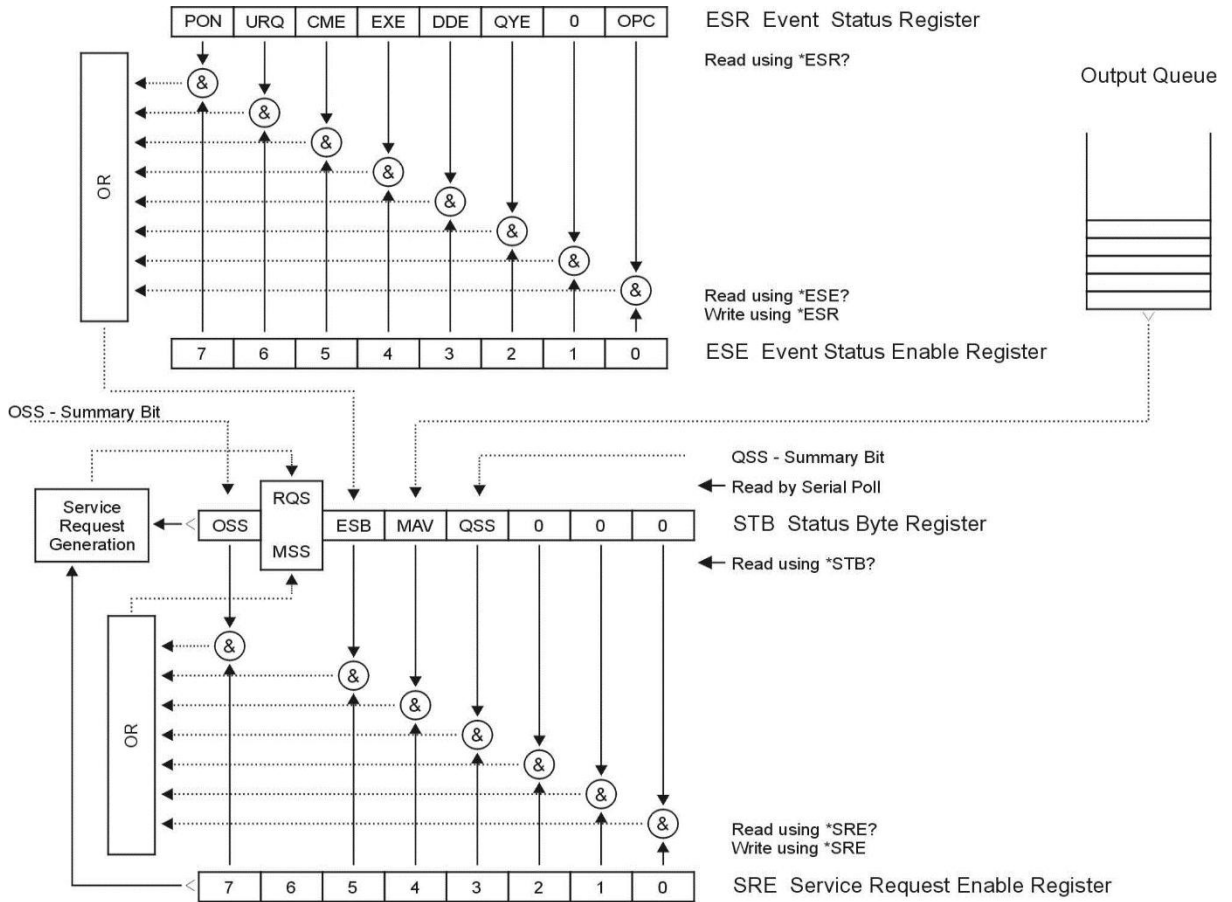 PON URQ CME EXE DDE QYE 0 OPC
ESR Event Status Register
Read using *ESR?
Output Queue
&
&
&
&
&
&
&
&
OR
Read using *ESE?
Write using *ESR
7 6 5 4 3 2 1 0
ESE Event Status Enable Register
OSS - Summary Bit
QSS - Summary Bit
Read by Serial Poll
Service
Request
Generation
RQS
OSS ESB MAV QSS 0 0 0
STB Status Byte Register
MSS
Read using *STB?
&
&
&
&
&
&
&
OR
Read using *SRE?
Write using *SRE
7 6 5 4 3 2 1 0
SRE Service Request Enable Register